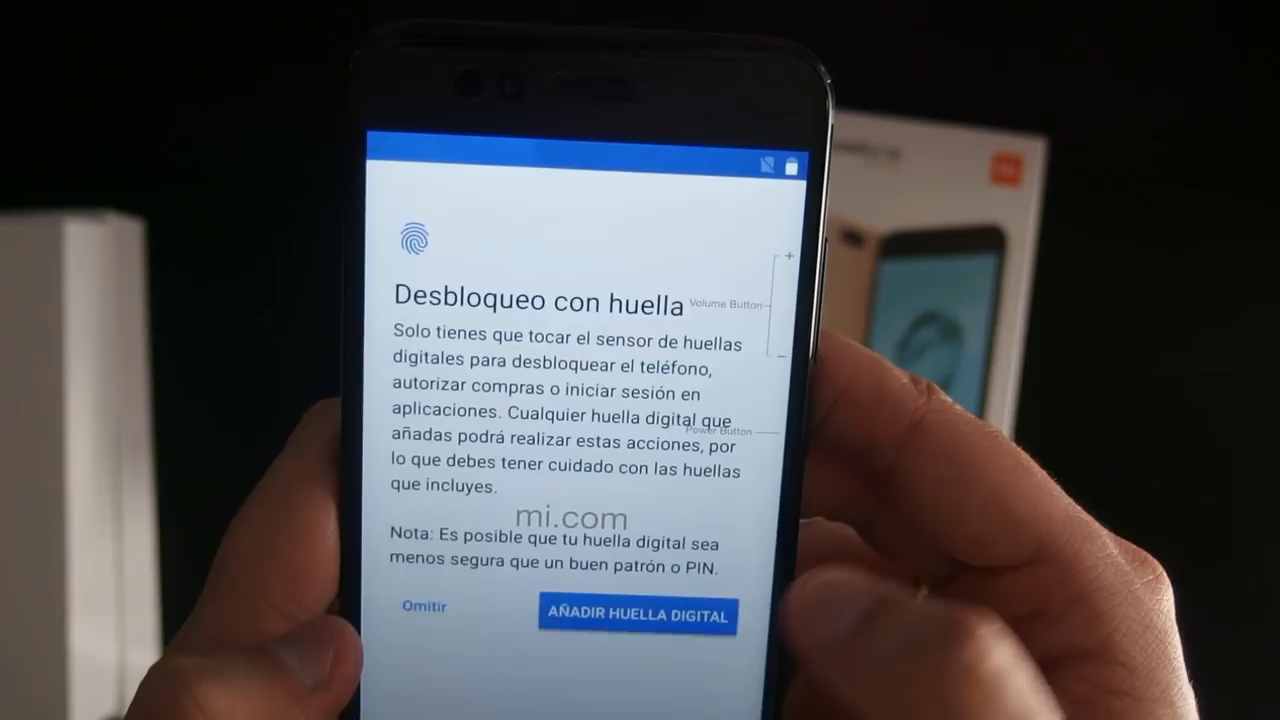 Desbloqueo con huella
Volume Button
+
−
Solo tienes que tocar el sensor de huellas
digitales para desbloquear el teléfono,
autorizar compras o iniciar sesión en
aplicaciones. Cualquier huella digital que
Power Button
añadas podrá realizar estas acciones, por
lo que debes tener cuidado con las huellas
que incluyes.
mi.com
Nota: Es posible que tu huella digital sea
menos segura que un buen patrón o PIN.
Omitir
AÑADIR HUELLA DIGITAL